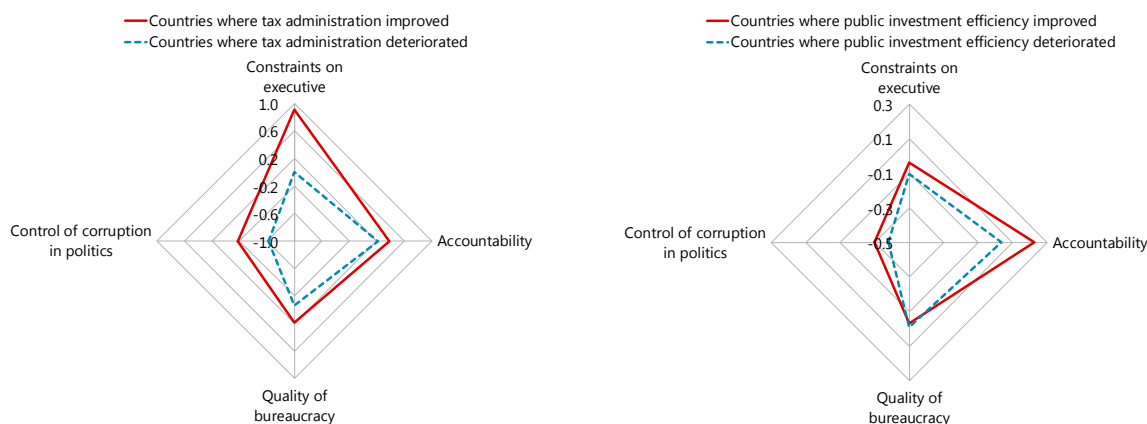 Countries where tax administration improved
Countries where tax administration deteriorated
Constraints on
executive
1.0
0.6
0.2
-0.2
-0.6
-1.0
Control of corruption
in politics
Accountability
Quality of
bureaucracy
Countries where public investment efficiency improved
Countries where public investment efficiency deteriorated
Constraints on
executive
0.3
0.1
-0.1
-0.3
-0.5
Control of corruption
in politics
Accountability
Quality of
bureaucracy